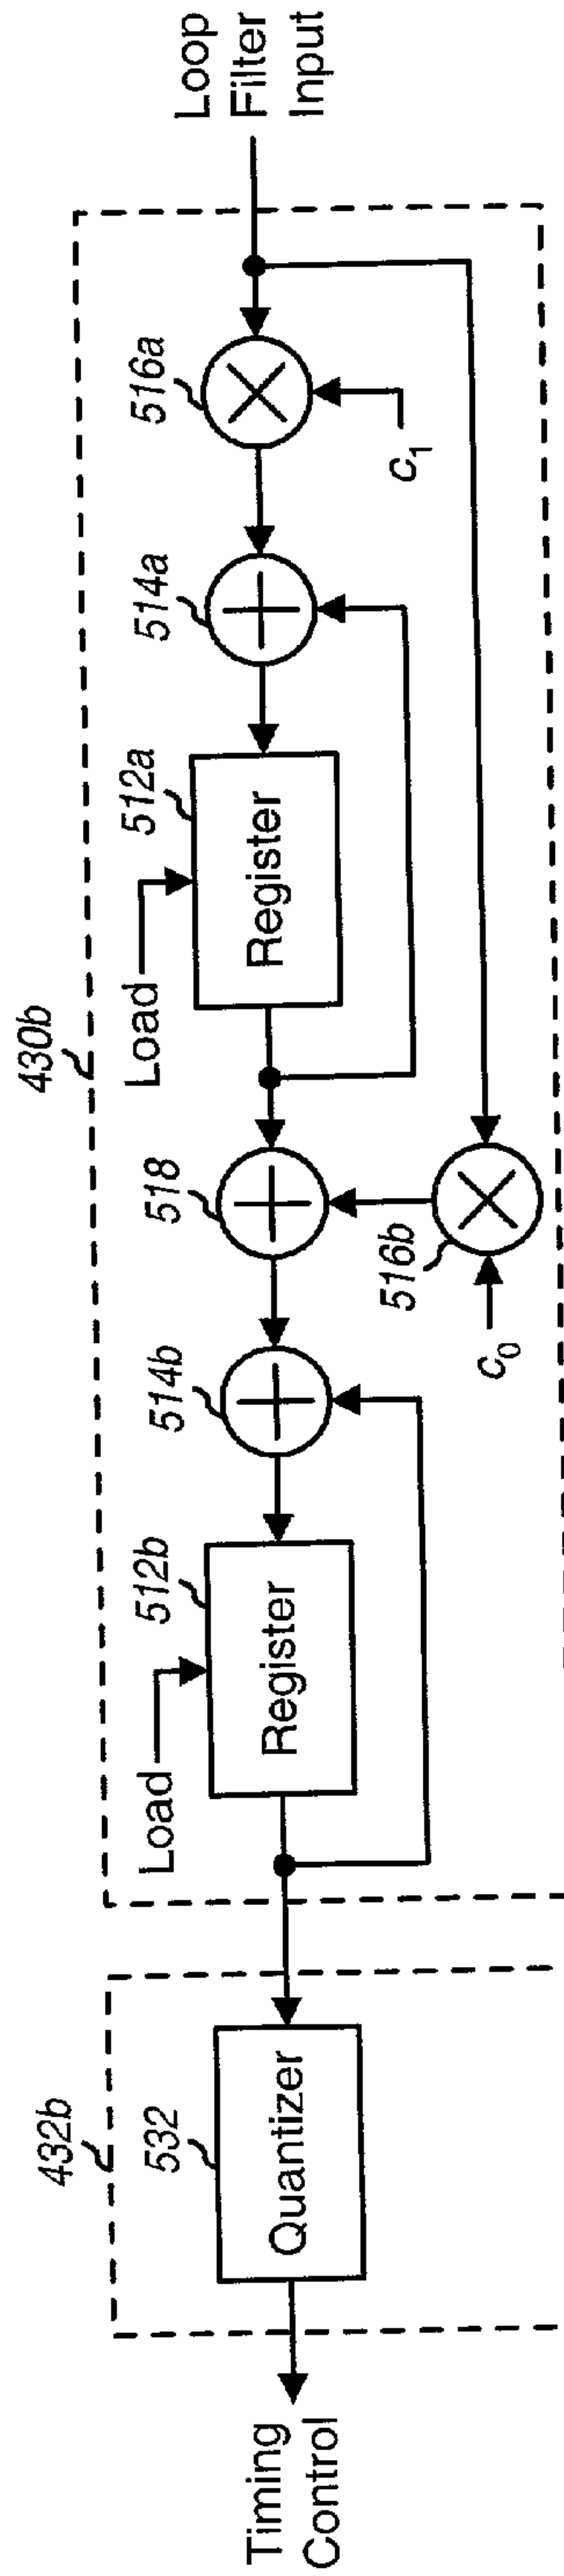 430b
432b
Load
512b
514b
518
Load
512a
514a
516a
Loop
Filter
Input
532
Quantizer
Register
Register
Timing
Control
516b
c₁
c₀